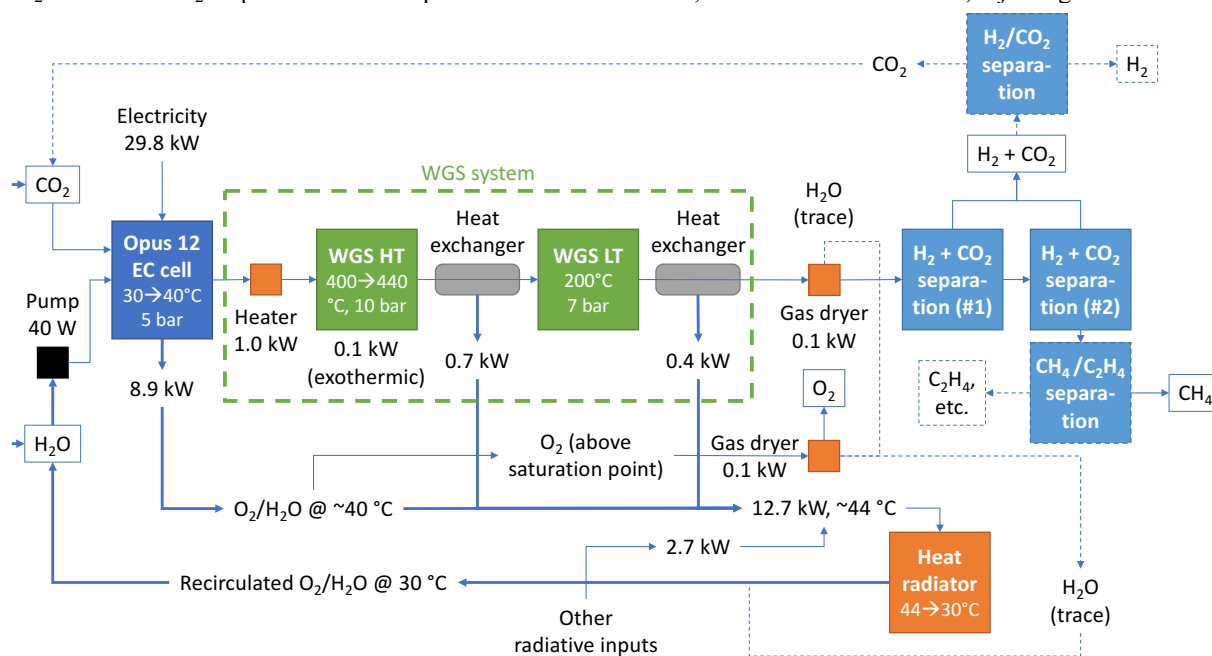 H₂/CO₂
separa-
tion
CO₂
H₂
Electricity
29.8 kW
H₂ + CO₂
WGS system
CO₂
H₂O
(trace)
Opus 12
EC cell
30→40°C
5 bar
WGS HT
400→440
°C, 10 bar
Heat
exchanger
WGS LT
200°C
7 bar
Heat
exchanger
H₂ + CO₂
separa-
tion (#1)
H₂ + CO₂
separa-
tion (#2)
Pump
40 W
Heater
1.0 kW
Gas dryer
0.1 kW
0.1 kW
(exothermic)
0.7 kW
0.4 kW
8.9 kW
CH₄/C₂H₄
separa-
tion
C₂H₄,
etc.
CH₄
O₂
H₂O
O₂ (above
saturation point)
Gas dryer
0.1 kW
O₂/H₂O @ ~40 °C
12.7 kW, ~44 °C
2.7 kW
Heat
radiator
44→30°C
Recirculated O₂/H₂O @ 30 °C
H₂O
(trace)
Other
radiative inputs